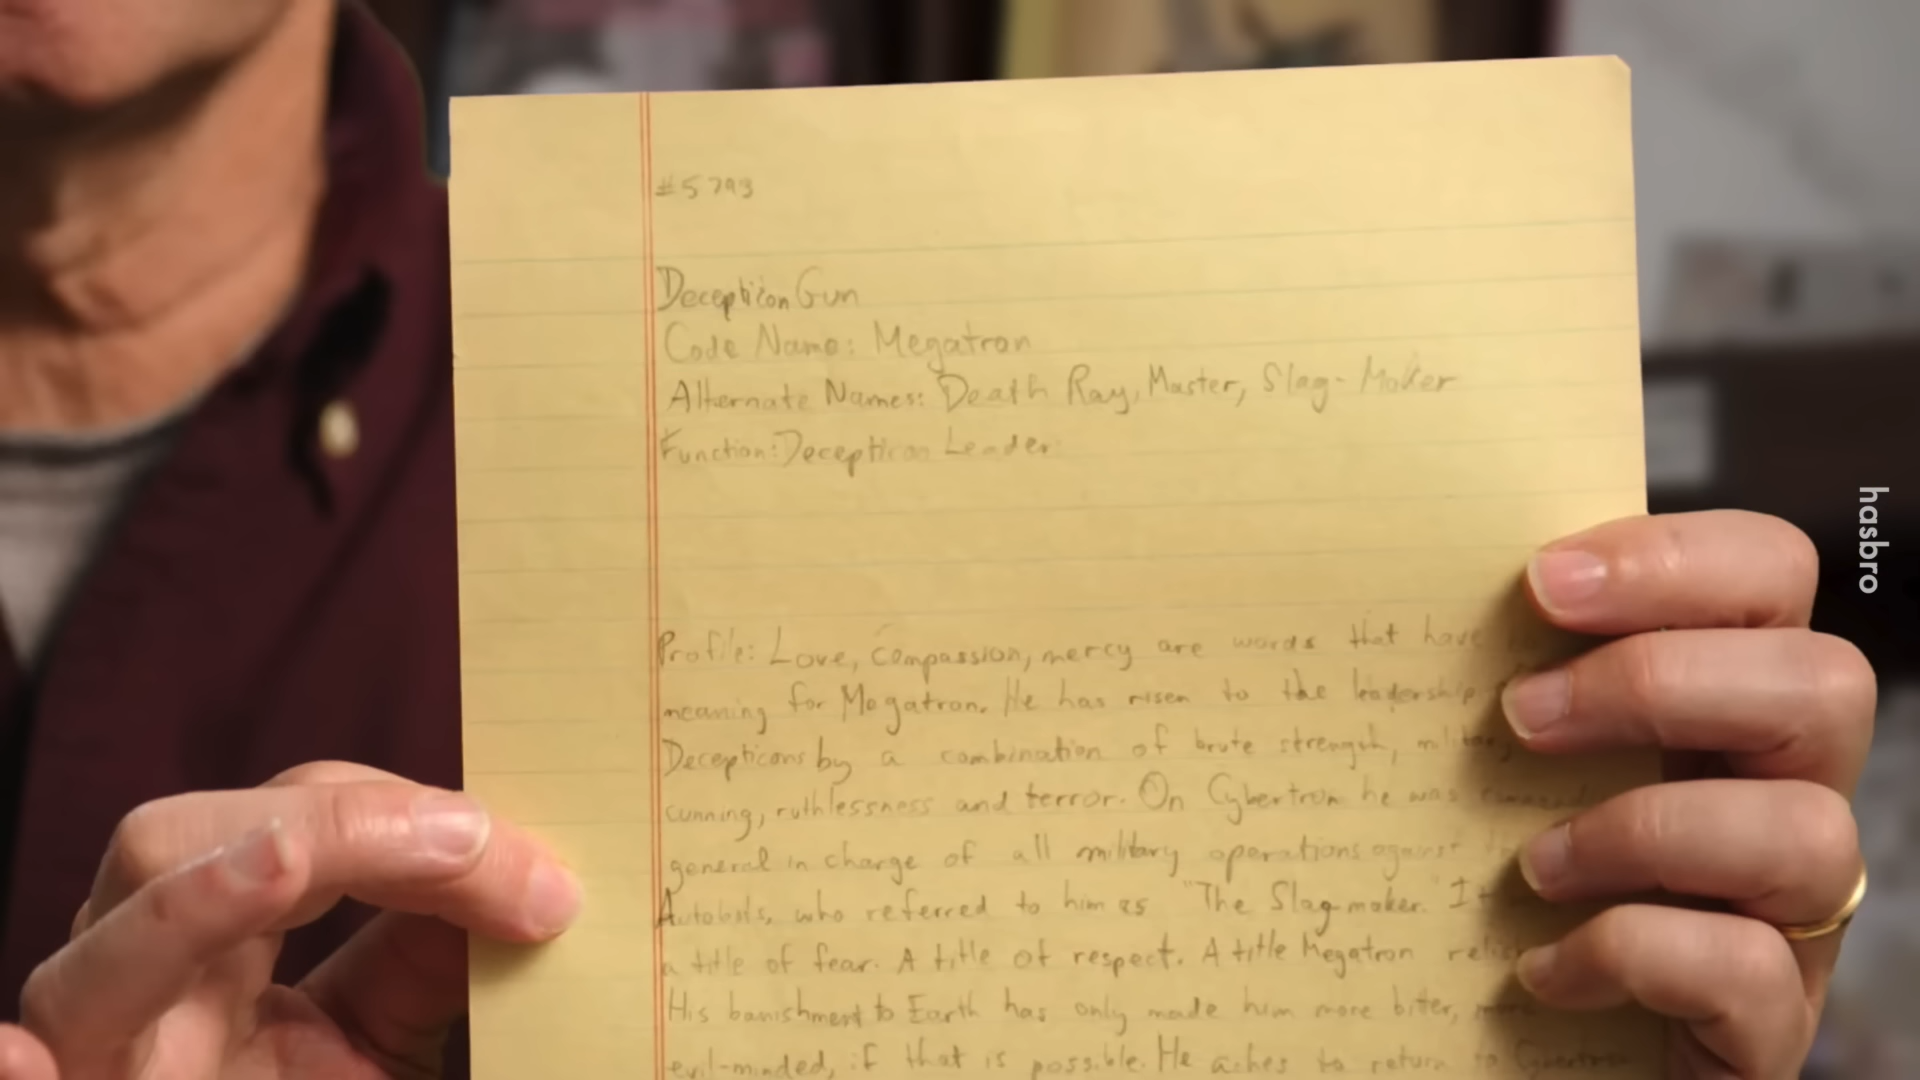 #5793
Decepticon Gun
Code Name: Megatron
Alternate Names: Death Ray, Master, Slag-Maker
Function: Decepticon Leader
Profile: Love, Compassion, mercy are words that have
meaning for Megatron. He has risen to the leadership
Decepticons by a combination of brute strength, military
cunning, ruthlessness and terror. On Cybertron he was
general in charge of all military operations against
Autobots, who referred to him as "The Slag-maker." It
a title of fear. A title of respect. A title Megatron
His banishment to Earth has only made him more biter,
evil-minded, if that is possible. He aches to return to Cybertron
hasbro